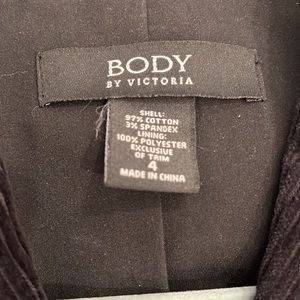 BODY
BY VICTORIA
SHELL:
97% COTTON
3% SPANDEX
LINING:
100% POLYESTER
EXCLUSIVE
OF TRIM
4
MADE IN CHINA